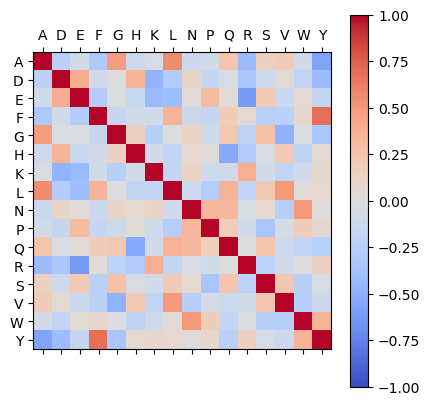 A D E F G H K L N P Q R S V W Y
A
D
E
F
G
H
K
L
N
P
Q
R
S
V
W
Y
1.00
0.75
0.50
0.25
0.00
−0.25
−0.50
−0.75
−1.00